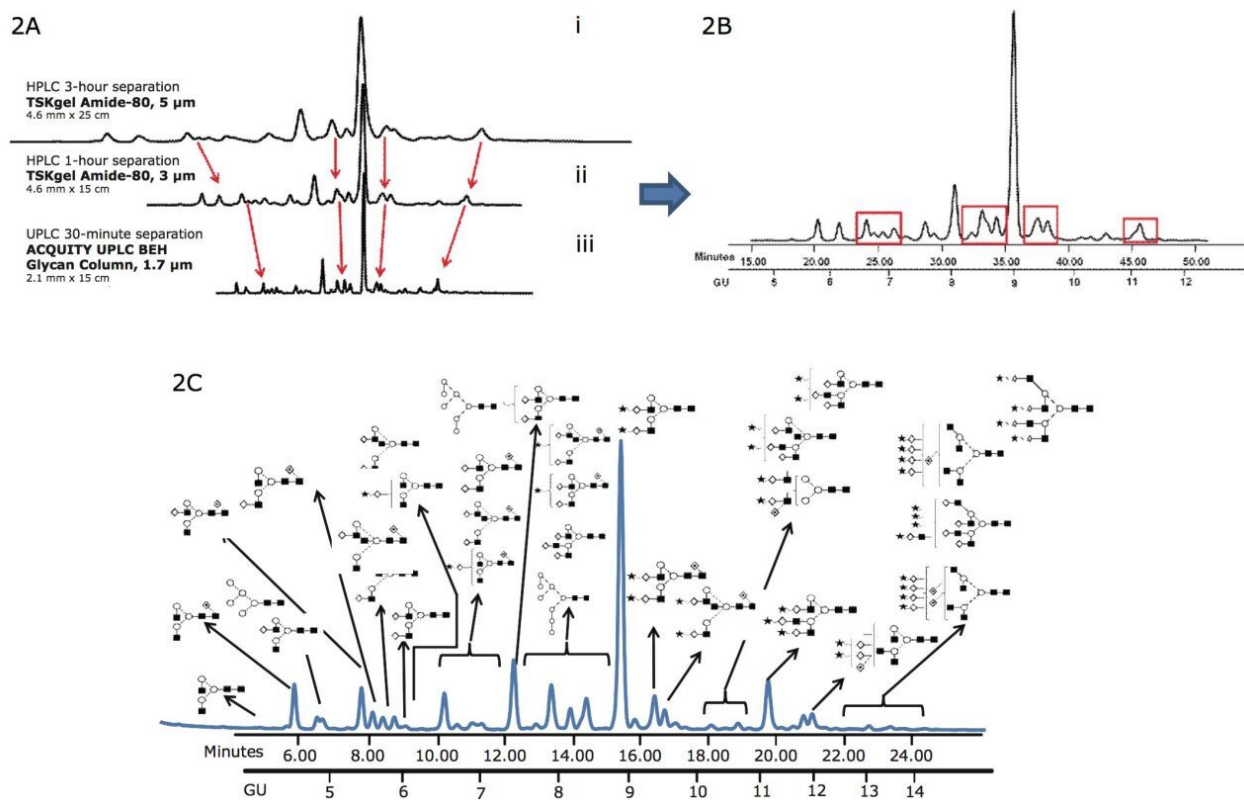 2A
i
HPLC 3-hour separation
TSKgel Amide-80, 5 µm
4.6 mm x 25 cm
HPLC 1-hour separation
TSKgel Amide-80, 3 µm
4.6 mm x 15 cm
ii
UPLC 30-minute separation
ACQUITY UPLC BEH
Glycan Column, 1.7 µm
2.1 mm x 15 cm
iii
2B
Minutes 15.00 20.00 25.00 30.00 35.00 40.00 45.00 50.00
GU 5 6 7 8 9 10 11 12
2C
Minutes 6.00 8.00 10.00 12.00 14.00 16.00 18.00 20.00 22.00 24.00
GU 5 6 7 8 9 10 11 12 13 14